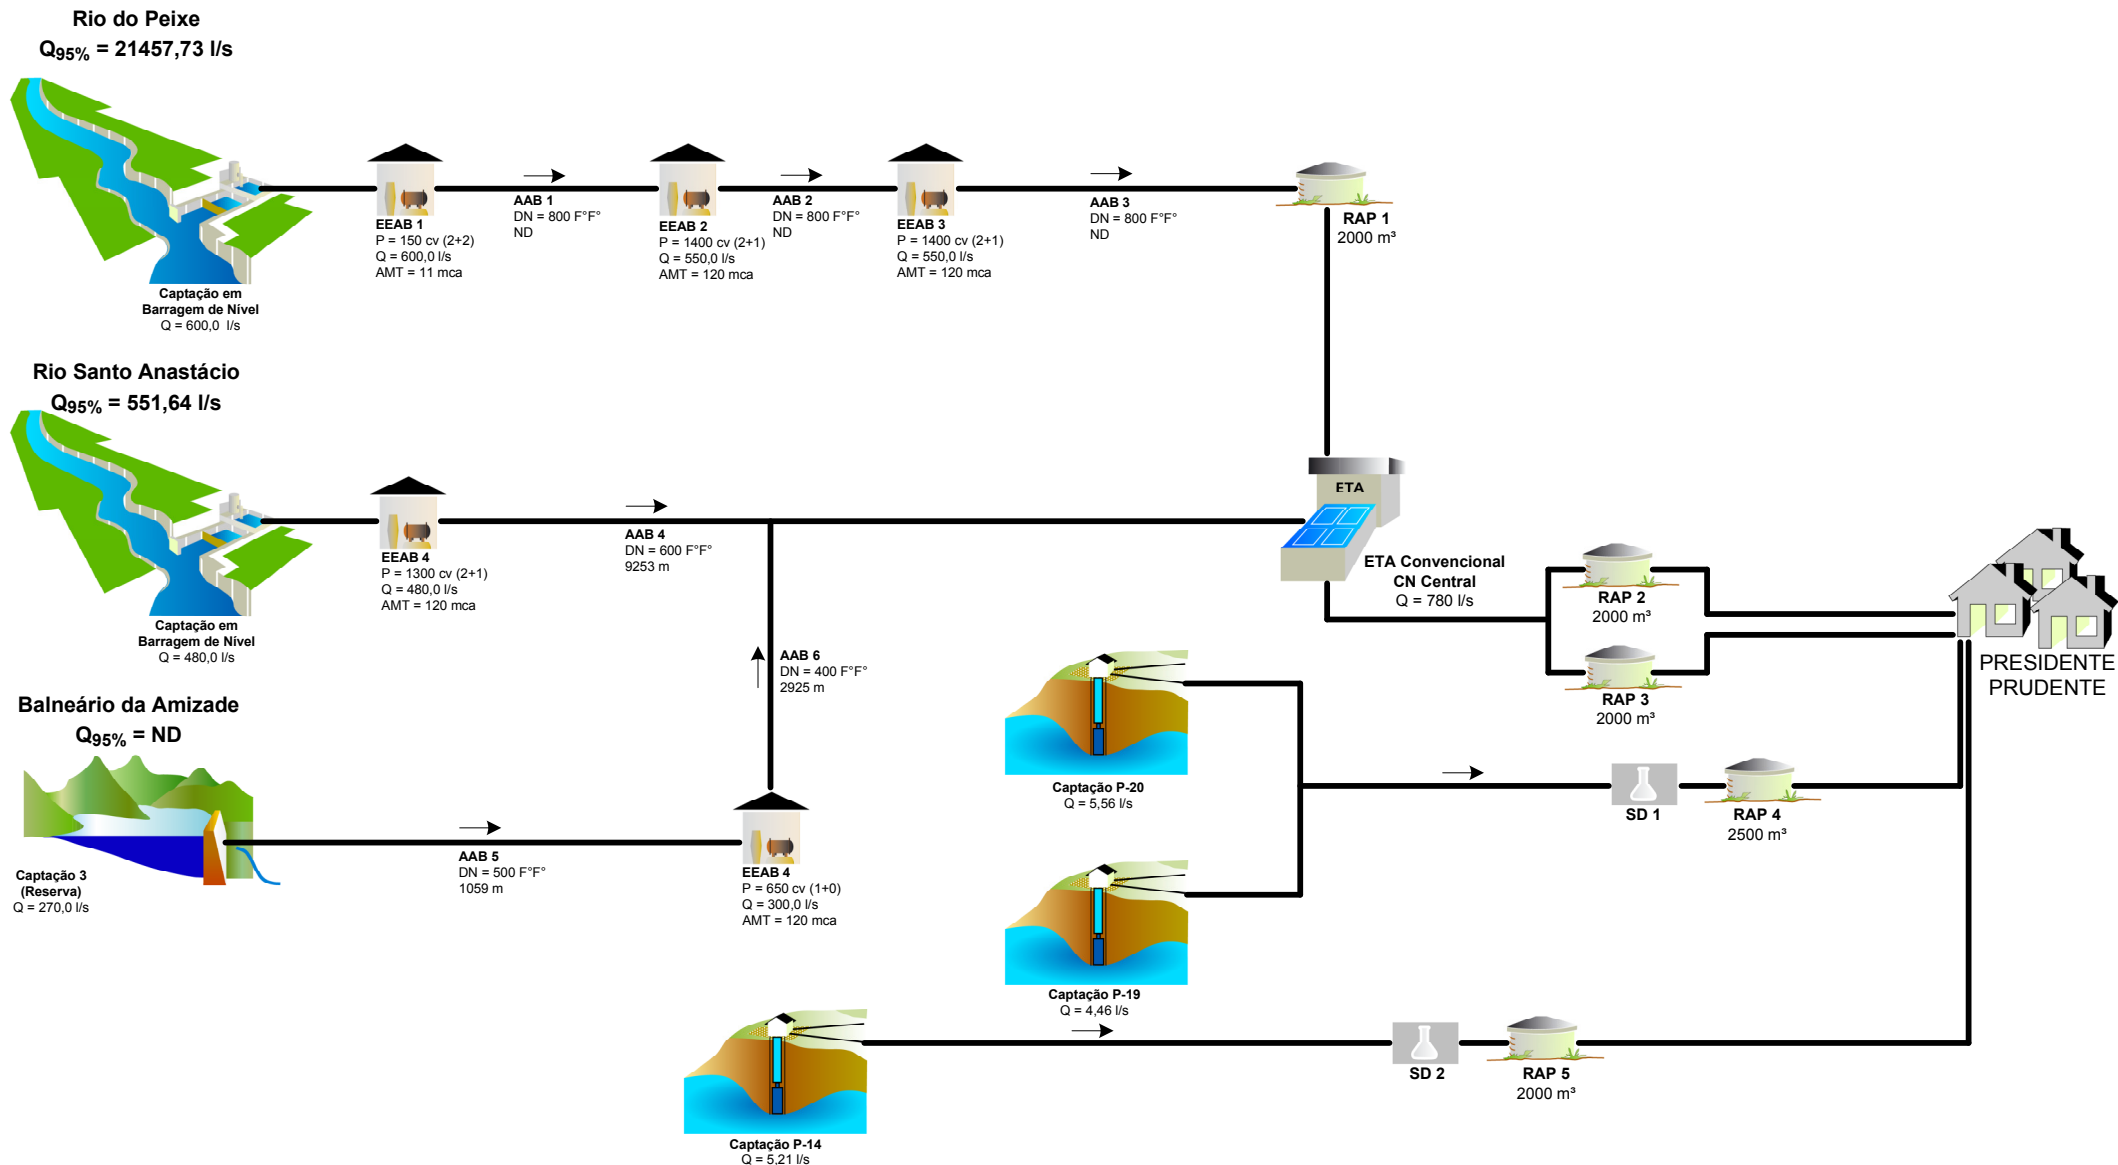 Rio do Peixe
Q95% = 21457,73 l/s
Captação em
Barragem de Nível
Q = 600,0 l/s
EEAB 1
P = 150 cv (2+2)
Q = 600,0 l/s
AMT = 11 mca
AAB 1
DN = 800 F°F°
ND
EEAB 2
P = 1400 cv (2+1)
Q = 550,0 l/s
AMT = 120 mca
AAB 2
DN = 800 F°F°
ND
EEAB 3
P = 1400 cv (2+1)
Q = 550,0 l/s
AMT = 120 mca
AAB 3
DN = 800 F°F°
ND
RAP 1
2000 m³
Rio Santo Anastácio
Q95% = 551,64 l/s
Captação em
Barragem de Nível
Q = 480,0 l/s
EEAB 4
P = 1300 cv (2+1)
Q = 480,0 l/s
AMT = 120 mca
AAB 4
DN = 600 F°F°
9253 m
ETA
ETA Convencional
CN Central
Q = 780 l/s
RAP 2
2000 m³
RAP 3
2000 m³
PRESIDENTE
PRUDENTE
AAB 6
DN = 400 F°F°
2925 m
Balneário da Amizade
Q95% = ND
Captação 3
(Reserva)
Q = 270,0 l/s
AAB 5
DN = 500 F°F°
1059 m
EEAB 4
P = 650 cv (1+0)
Q = 300,0 l/s
AMT = 120 mca
Captação P-20
Q = 5,56 l/s
SD 1
RAP 4
2500 m³
Captação P-19
Q = 4,46 l/s
Captação P-14
Q = 5,21 l/s
SD 2
RAP 5
2000 m³